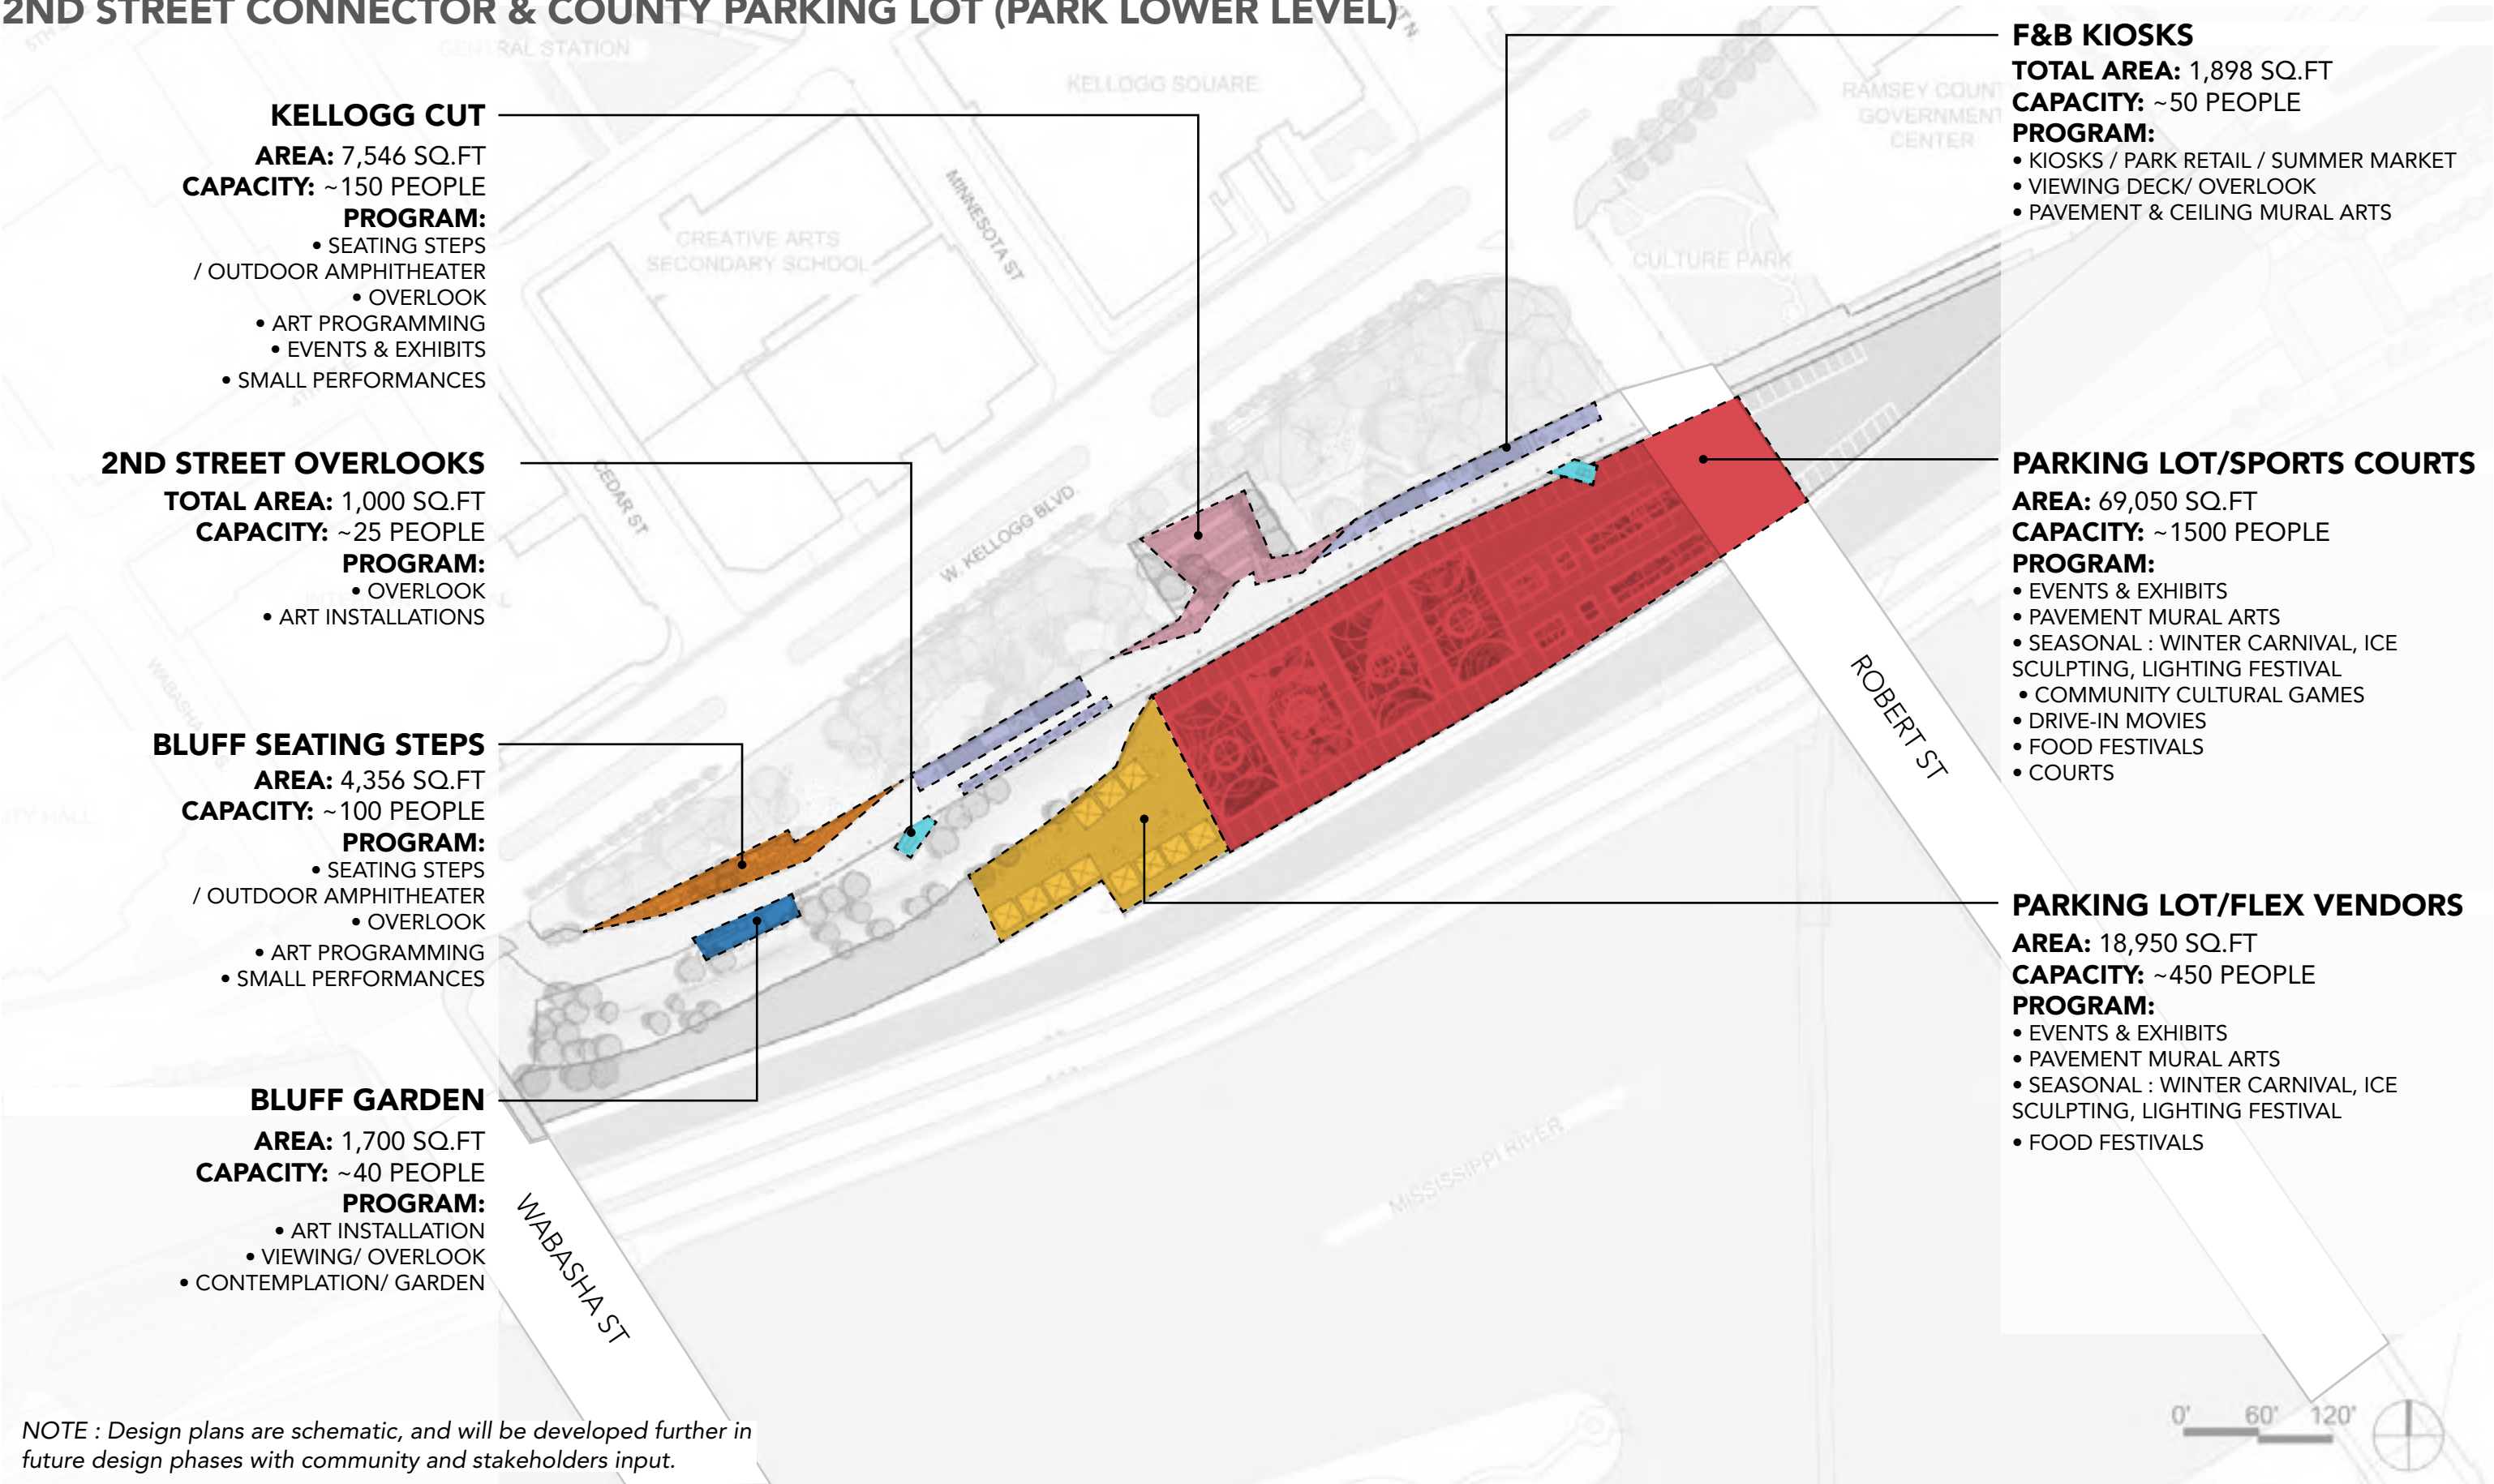 2ND STREET CONNECTOR & COUNTY PARKING LOT (PARK LOWER LEVEL)
KELLOGG CUT
AREA: 7,546 SQ.FT
CAPACITY: ~150 PEOPLE
PROGRAM:
• SEATING STEPS
/ OUTDOOR AMPHITHEATER
• OVERLOOK
• ART PROGRAMMING
• EVENTS & EXHIBITS
• SMALL PERFORMANCES
2ND STREET OVERLOOKS
TOTAL AREA: 1,000 SQ.FT
CAPACITY: ~25 PEOPLE
PROGRAM:
• OVERLOOK
• ART INSTALLATIONS
BLUFF SEATING STEPS
AREA: 4,356 SQ.FT
CAPACITY: ~100 PEOPLE
PROGRAM:
• SEATING STEPS
/ OUTDOOR AMPHITHEATER
• OVERLOOK
• ART PROGRAMMING
• SMALL PERFORMANCES
BLUFF GARDEN
AREA: 1,700 SQ.FT
CAPACITY: ~40 PEOPLE
PROGRAM:
• ART INSTALLATION
• VIEWING/ OVERLOOK
• CONTEMPLATION/ GARDEN
F&B KIOSKS
TOTAL AREA: 1,898 SQ.FT
CAPACITY: ~50 PEOPLE
PROGRAM:
• KIOSKS / PARK RETAIL / SUMMER MARKET
• VIEWING DECK/ OVERLOOK
• PAVEMENT & CEILING MURAL ARTS
PARKING LOT/SPORTS COURTS
AREA: 69,050 SQ.FT
CAPACITY: ~1500 PEOPLE
PROGRAM:
• EVENTS & EXHIBITS
• PAVEMENT MURAL ARTS
• SEASONAL : WINTER CARNIVAL, ICE
SCULPTING, LIGHTING FESTIVAL
• COMMUNITY CULTURAL GAMES
• DRIVE-IN MOVIES
• FOOD FESTIVALS
• COURTS
PARKING LOT/FLEX VENDORS
AREA: 18,950 SQ.FT
CAPACITY: ~450 PEOPLE
PROGRAM:
• EVENTS & EXHIBITS
• PAVEMENT MURAL ARTS
• SEASONAL : WINTER CARNIVAL, ICE
SCULPTING, LIGHTING FESTIVAL
• FOOD FESTIVALS
CENTRAL STATION
KELLOGG SQUARE
CREATIVE ARTS
SECONDARY SCHOOL
MINNESOTA ST
CEDAR ST
W. KELLOGG BLVD.
GOVERNMENT
CENTER
CULTURE PARK
ROBERT ST
WABASHA ST
MISSISSIPPI RIVER
0' 60' 120'
NOTE : Design plans are schematic, and will be developed further in
future design phases with community and stakeholders input.